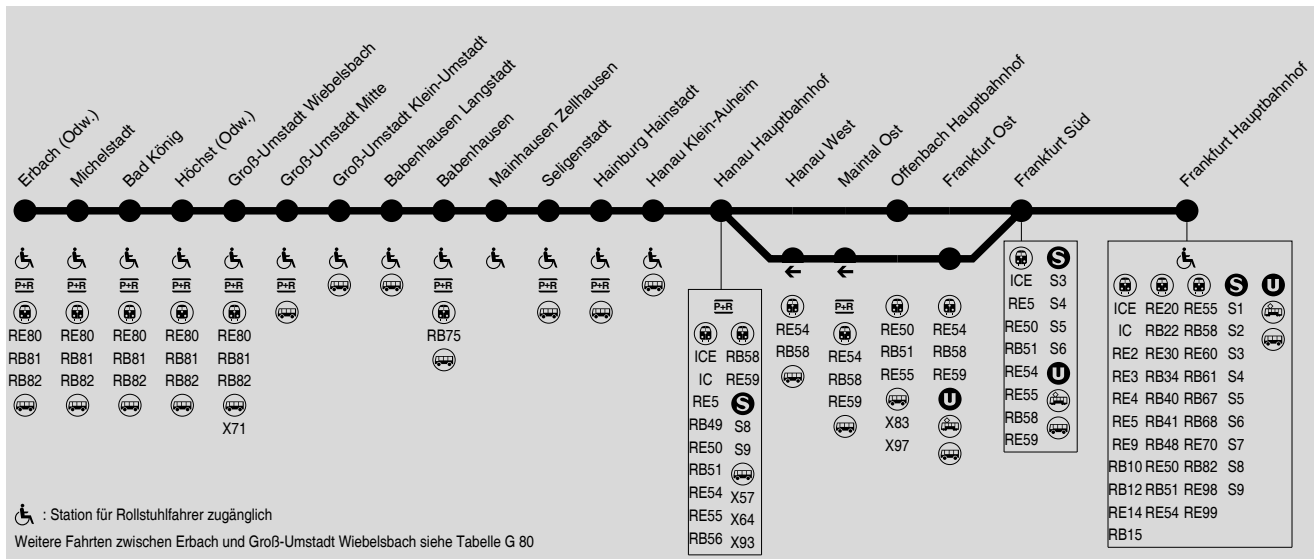 Erbach (Odw.)
Michelstadt
Bad König
Höchst (Odw.)
Groß-Umstadt Wiebelsbach
Groß-Umstadt Mitte
Groß-Umstadt Klein-Umstadt
Babenhausen Langstadt
Babenhausen
Mainhausen Zellhausen
Seligenstadt
Hainburg Hainstadt
Hanau Klein-Auheim
Hanau Hauptbahnhof
Hanau West
Maintal Ost
Offenbach Hauptbahnhof
Frankfurt Ost
Frankfurt Süd
Frankfurt Hauptbahnhof
P+R
RE80
RB81
RB82
P+R
RE80
RB81
RB82
P+R
RE80
RB81
RB82
P+R
RE80
RB81
RB82
P+R
RE80
RB81
RB82
X71
P+R
P+R
RB75
P+R
P+R
P+R
ICE RB58
IC RE59
RE5 S
RB49 S8
RE50 S9
RB51
RE54 X57
RE55 X64
RB56 X93
RE54
RB58
P+R
RE54
RB58
RE59
RE50
RB51
RE55
X83
X97
RE54
RB58
RE59
U
S
ICE S3
RE5 S4
RE50 S5
RB51 S6
RE54 U
RE55
RB58
RE59
S U
ICE RE20 RE55 S1
IC RB22 RB58 S2
RE2 RE30 RE60 S3
RE3 RB34 RB61 S4
RE4 RB40 RB67 S5
RE5 RB41 RB68 S6
RE9 RB48 RE70 S7
RB10 RE50 RB82 S8
RB12 RB51 RE98 S9
RE14 RE54 RE99
RB15
: Station für Rollstuhlfahrer zugänglich
Weitere Fahrten zwischen Erbach und Groß-Umstadt Wiebelsbach siehe Tabelle G 80